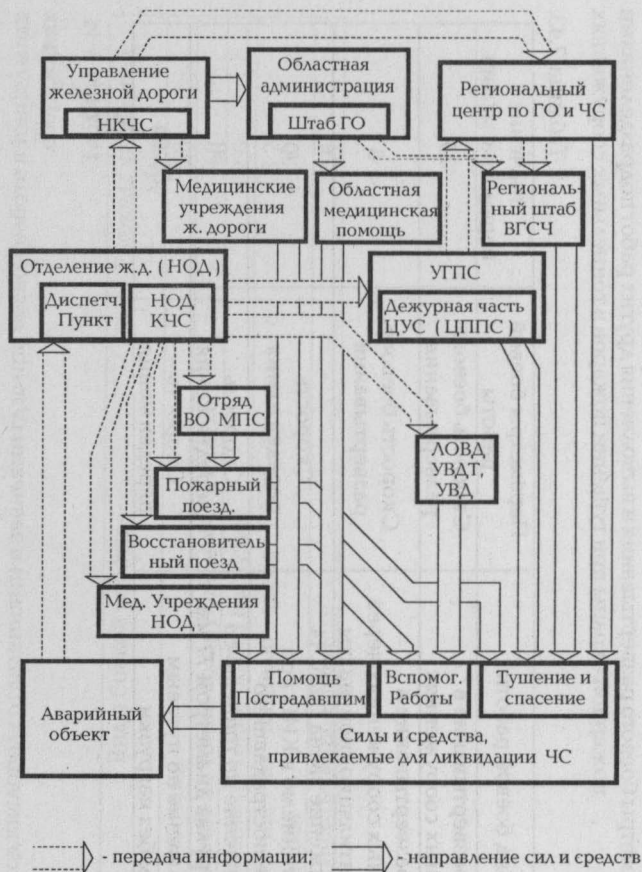 Управление
железной дороги
НКЧС
Областная
администрация
Штаб ГО
Региональный
центр по ГО и ЧС
Медицинские
учреждения
ж. дороги
Областная
медицинская
помощь
Региональ-
ный штаб
ВГСЧ
Отделение ж.д. ( НОД )
Диспетч.
Пункт
НОД
КЧС
УГПС
Дежурная часть
ЦУС ( ЦППС )
Отряд
ВО МПС
ЛОВД
УВДТ,
УВД
Пожарный
поезд.
Восстановитель
ный поезд
Мед. Учреждения
НОД
Аварийный
объект
Помощь
Пострадавшим
Вспомог.
Работы
Тушение и
спасение
Силы и средства,
привлекаемые для ликвидации ЧС
- передача информации;
- направление сил и средств